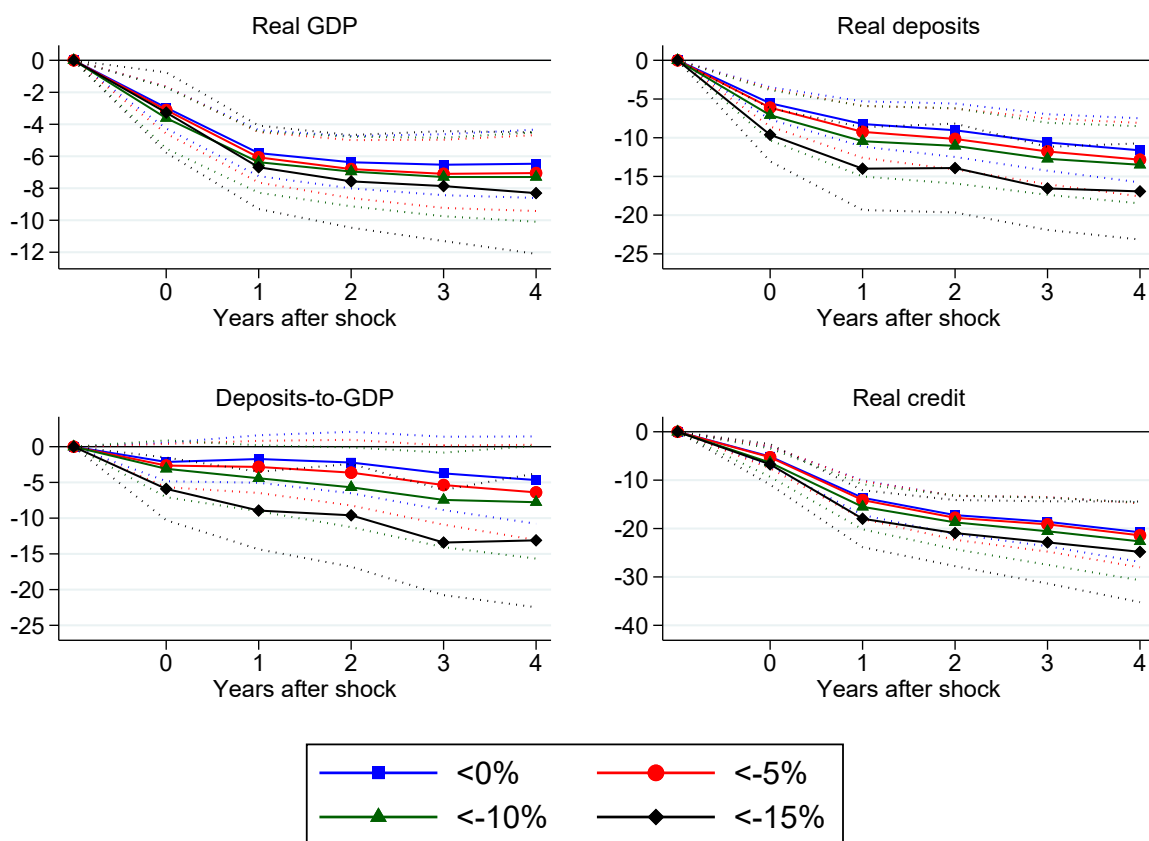 Real GDP
0
-2
-4
-6
-8
-10
-12
0 1 2 3 4
Years after shock
Real deposits
0
-5
-10
-15
-20
-25
0 1 2 3 4
Years after shock
Deposits-to-GDP
0
-5
-10
-15
-20
-25
0 1 2 3 4
Years after shock
Real credit
0
-10
-20
-30
-40
0 1 2 3 4
Years after shock
<0% <-5%
<-10% <-15%